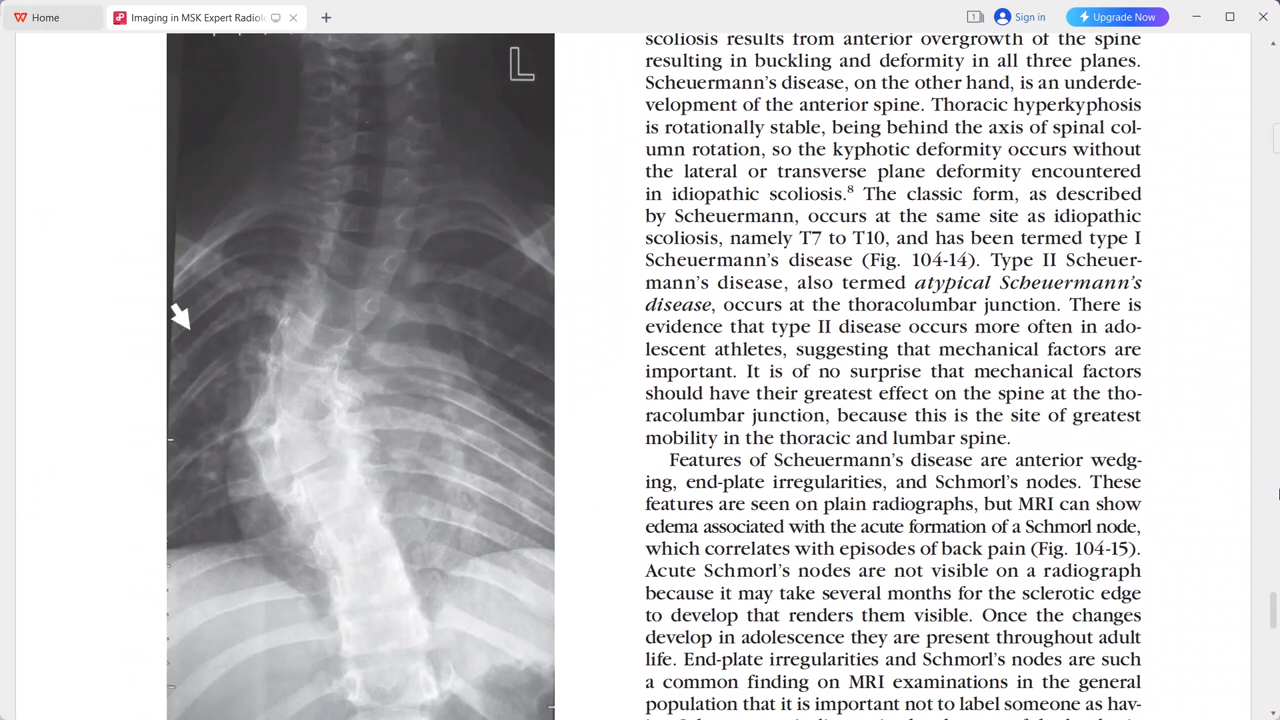 Home
Imaging in MSK Expert Radiol
Sign in
Upgrade Now
L
scoliosis results from anterior overgrowth of the spine
resulting in buckling and deformity in all three planes.
Scheuermann’s disease, on the other hand, is an underde-
velopment of the anterior spine. Thoracic hyperkyphosis
is rotationally stable, being behind the axis of spinal col-
umn rotation, so the kyphotic deformity occurs without
the lateral or transverse plane deformity encountered
in idiopathic scoliosis.⁸ The classic form, as described
by Scheuermann, occurs at the same site as idiopathic
scoliosis, namely T7 to T10, and has been termed type I
Scheuermann’s disease (Fig. 104-14). Type II Scheuer-
mann’s disease, also termed atypical Scheuermann’s
disease, occurs at the thoracolumbar junction. There is
evidence that type II disease occurs more often in ado-
lescent athletes, suggesting that mechanical factors are
important. It is of no surprise that mechanical factors
should have their greatest effect on the spine at the tho-
racolumbar junction, because this is the site of greatest
mobility in the thoracic and lumbar spine.
Features of Scheuermann’s disease are anterior wedg-
ing, end-plate irregularities, and Schmorl’s nodes. These
features are seen on plain radiographs, but MRI can show
edema associated with the acute formation of a Schmorl node,
which correlates with episodes of back pain (Fig. 104-15).
Acute Schmorl’s nodes are not visible on a radiograph
because it may take several months for the sclerotic edge
to develop that renders them visible. Once the changes
develop in adolescence they are present throughout adult
life. End-plate irregularities and Schmorl’s nodes are such
a common finding on MRI examinations in the general
population that it is important not to label someone as hav-